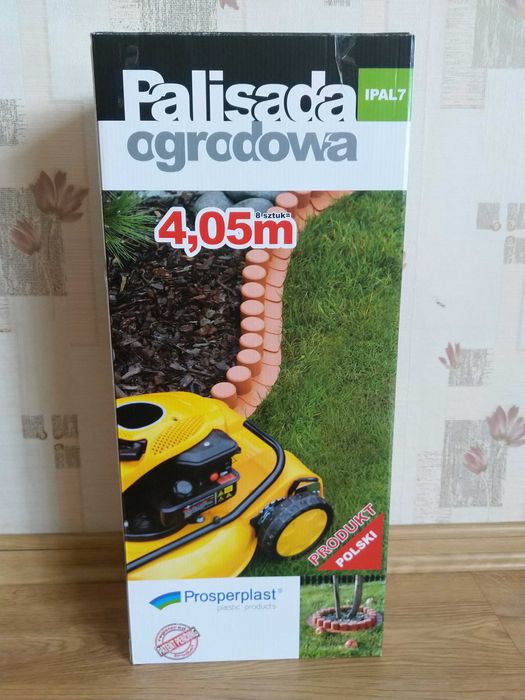 Palisada
IPAL7
ogrodowa
8 sztuk=
4,05m
PRODUKT
POLSKI
Prosperplast®
plastic products